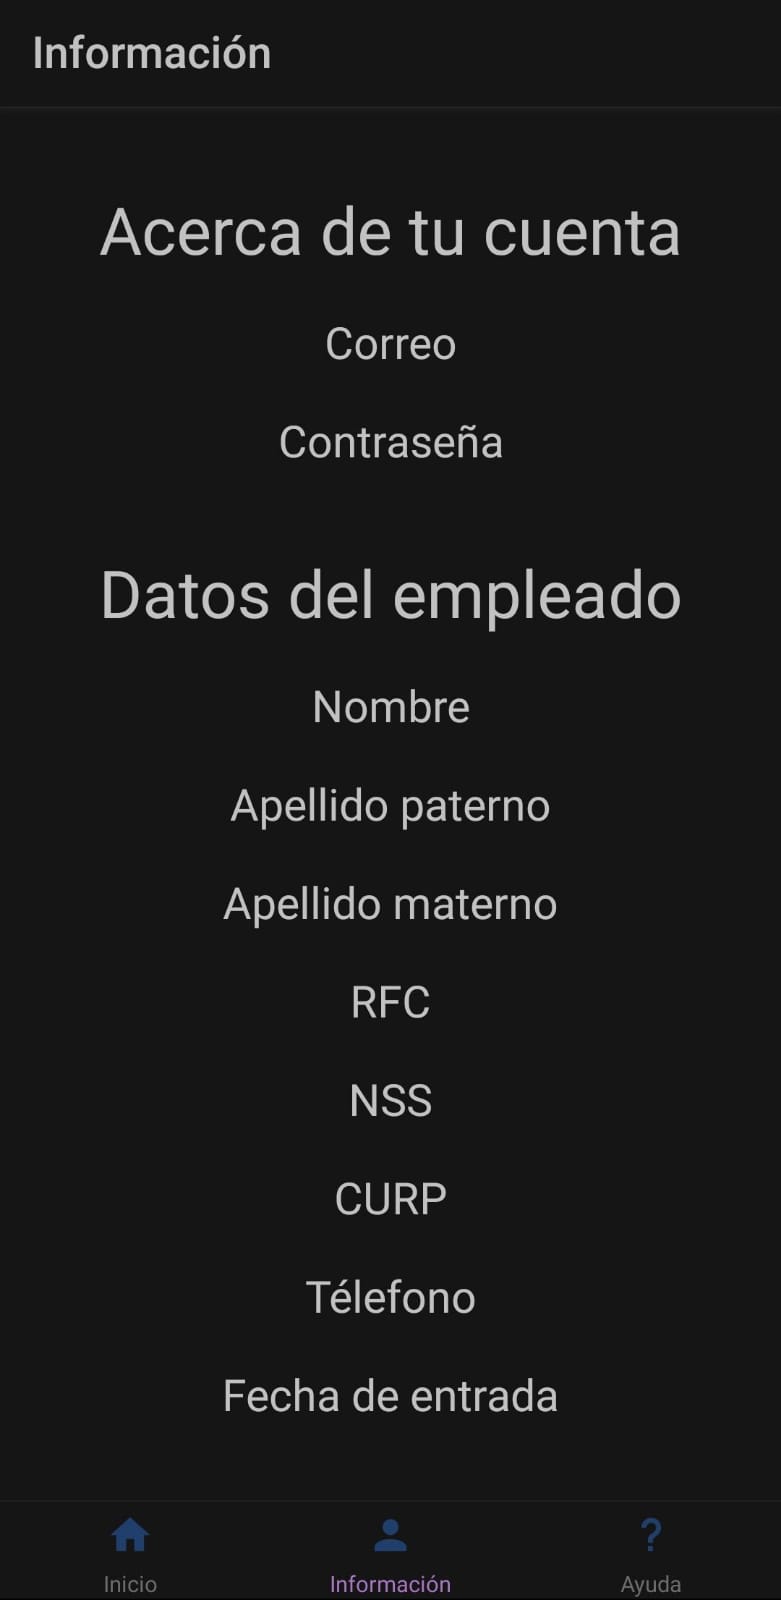 Información
Acerca de tu cuenta
Correo
Contraseña
Datos del empleado
Nombre
Apellido paterno
Apellido materno
RFC
NSS
CURP
Télefono
Fecha de entrada
Inicio
Información
Ayuda